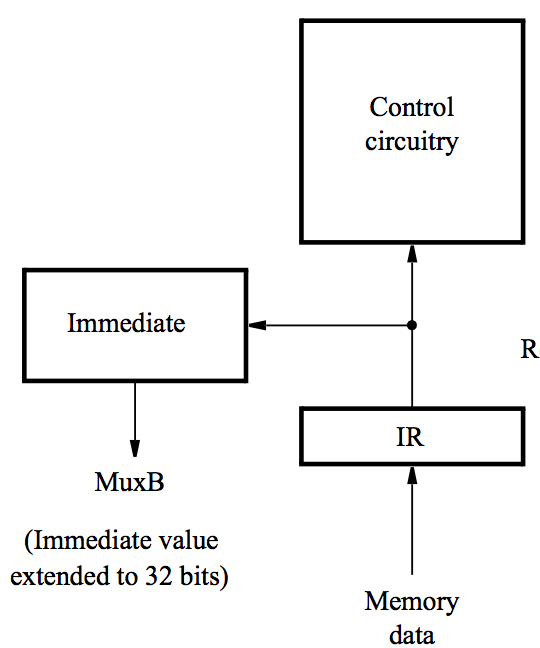 Control
circuitry
Immediate
R
IR
MuxB
(Immediate value
extended to 32 bits)
Memory
data